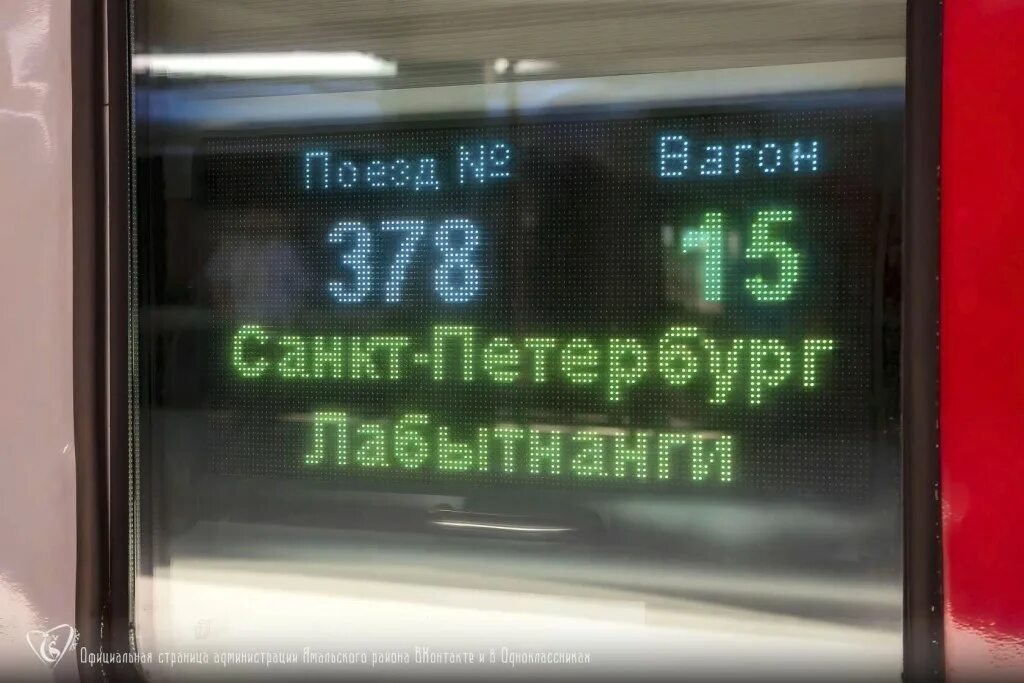 Поезд № Вагон
378 15
Санкт-Петербург
Лабытнанги
Официальная страница администрации Ямальского района ВКонтакте и в Одноклассниках